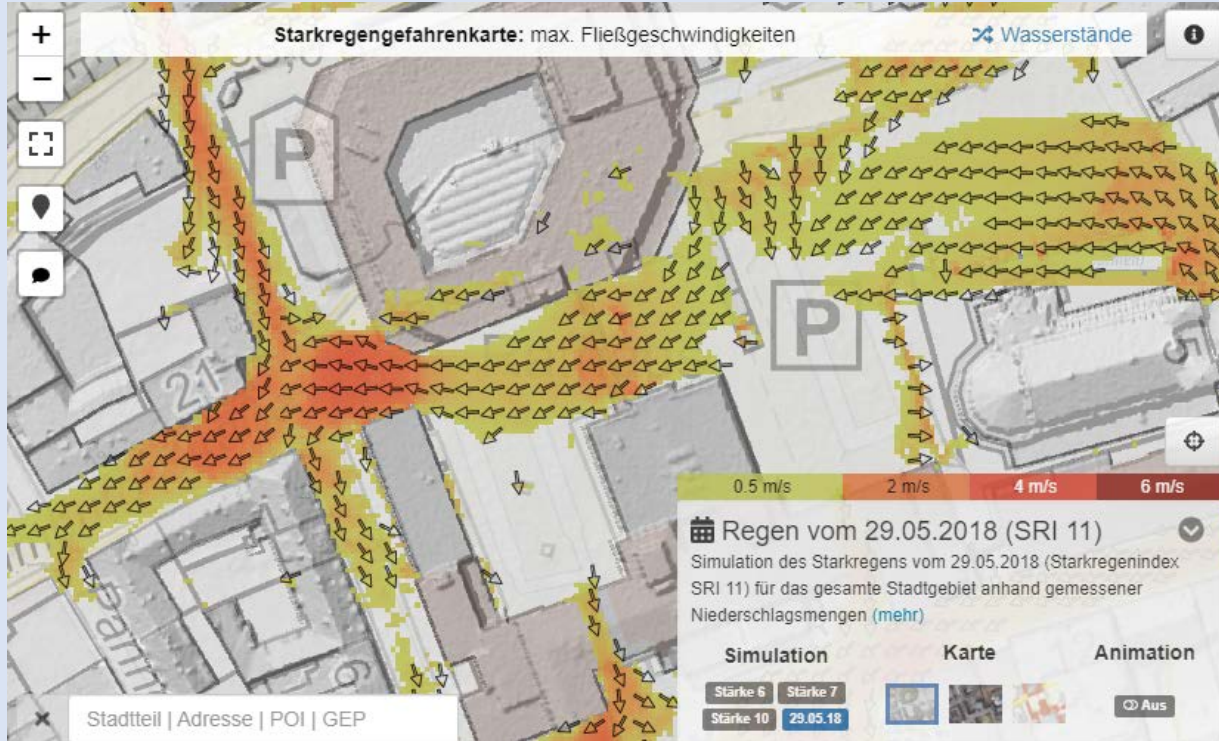 +
Starkregengefahrenkarte: max. Fließgeschwindigkeiten
Wasserstände
−
P
21
P
5
6
0.5 m/s 2 m/s 4 m/s 6 m/s
Regen vom 29.05.2018 (SRI 11)
Simulation des Starkregens vom 29.05.2018 (Starkregenindex
SRI 11) für das gesamte Stadtgebiet anhand gemessener
Niederschlagsmengen (mehr)
Simulation Karte Animation
Stärke 6 Stärke 7
Stärke 10 29.05.18
Aus
Stadtteil | Adresse | POI | GEP